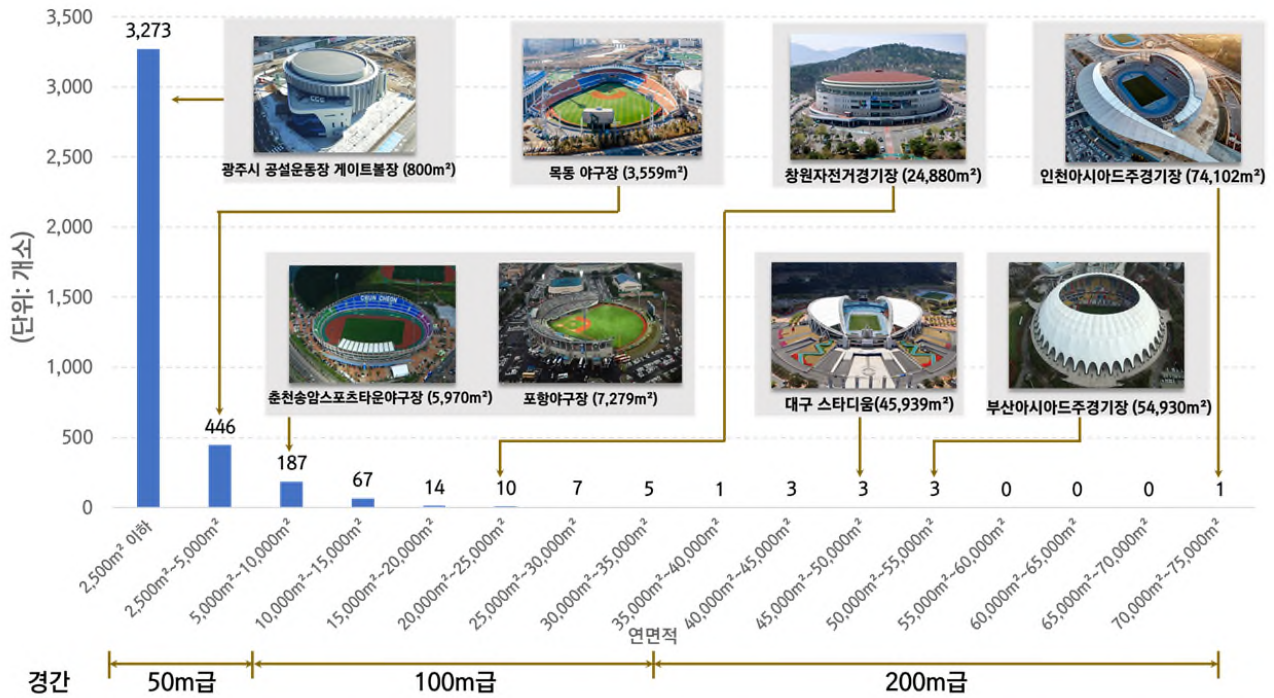 3,500
3,000
2,500
2,000
1,500
1,000
500
0
(단위: 개소)
3,273
446
187
67
14
10
7
5
1
3
3
3
0
0
0
1
CCC
광주시 공설운동장 게이트볼장 (800m²)
목동 야구장 (3,559m²)
창원자전거경기장 (24,880m²)
인천아시아드주경기장 (74,102m²)
CHUN CHEON
춘천송암스포츠타운야구장 (5,970m²)
포항야구장 (7,279m²)
대구 스타디움(45,939m²)
부산아시아드주경기장 (54,930m²)
2,500m² 이하
2,500m²~5,000m²
5,000m²~10,000m²
10,000m²~15,000m²
15,000m²~20,000m²
20,000m²~25,000m²
25,000m²~30,000m²
30,000m²~35,000m²
35,000m²~40,000m²
40,000m²~45,000m²
45,000m²~50,000m²
50,000m²~55,000m²
55,000m²~60,000m²
60,000m²~65,000m²
65,000m²~70,000m²
70,000m²~75,000m²
연면적
경간
50m급
100m급
200m급